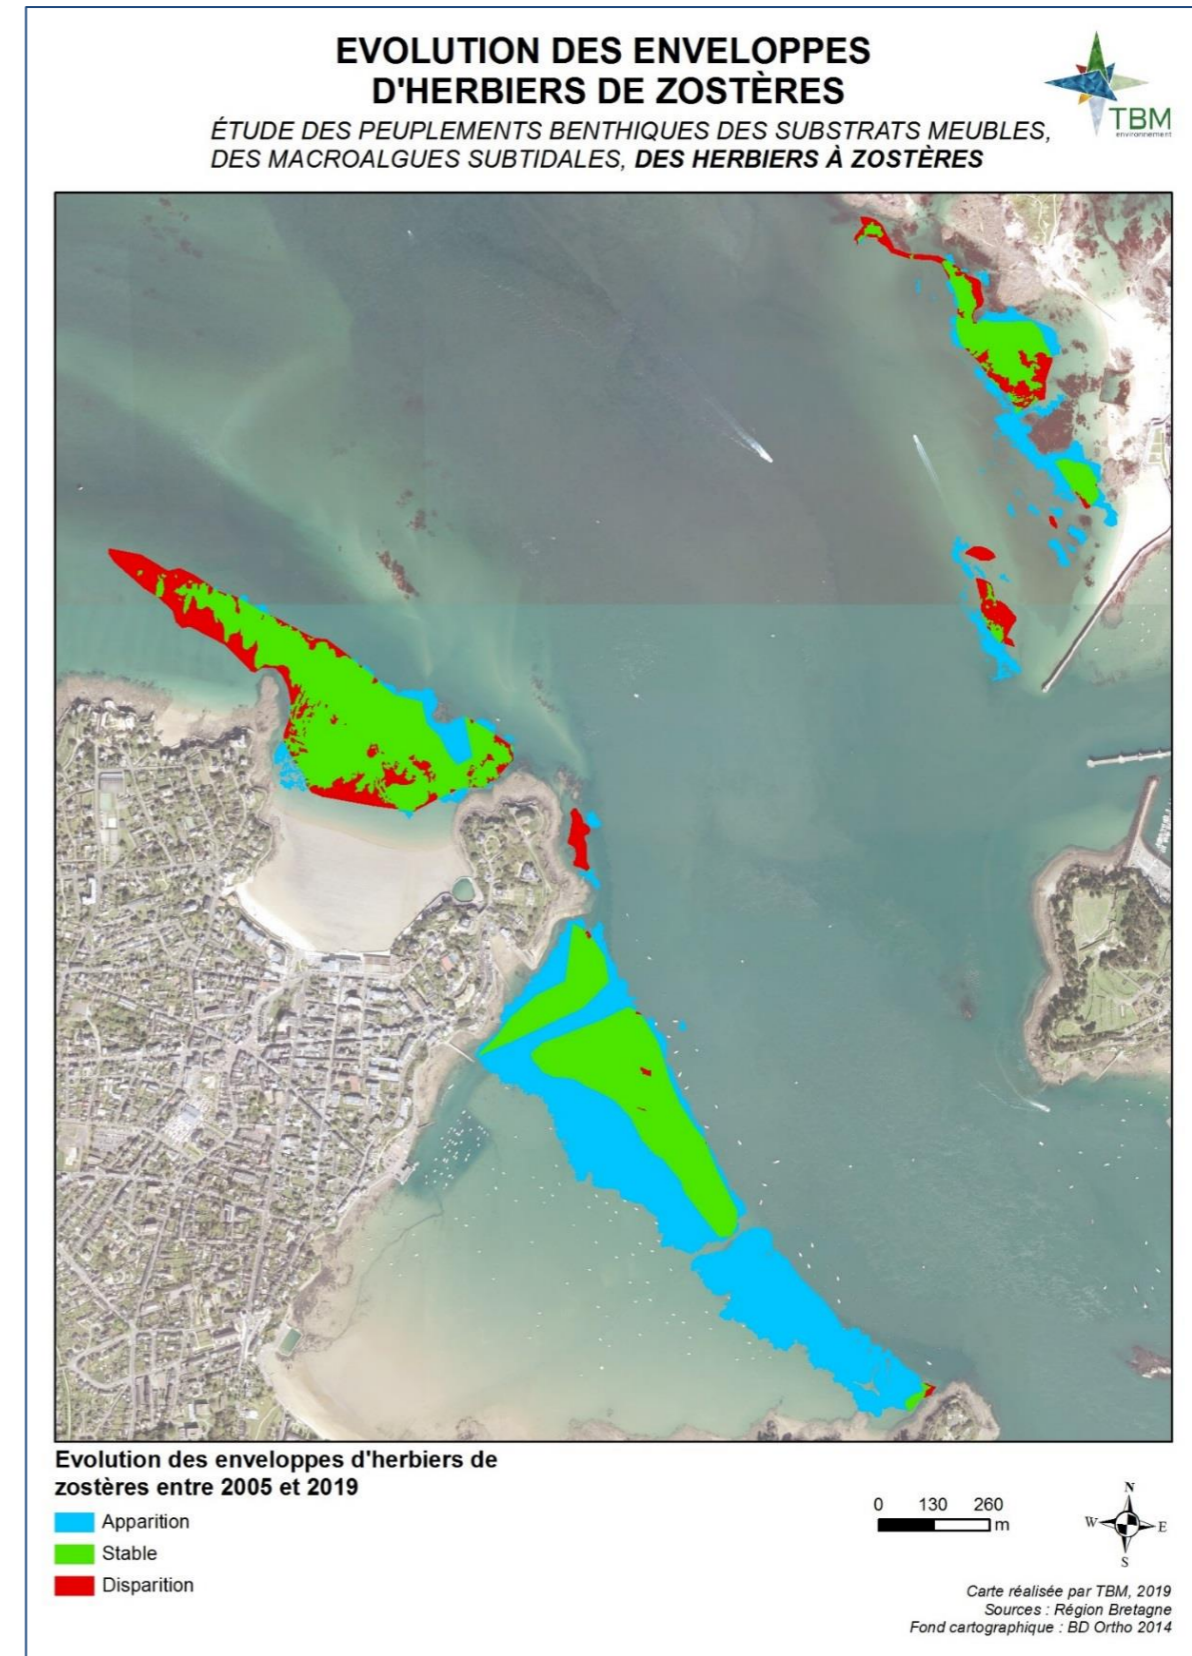 EVOLUTION DES ENVELOPPES
D'HERBIERS DE ZOSTÈRES
ÉTUDE DES PEUPLEMENTS BENTHIQUES DES SUBSTRATS MEUBLES,
DES MACROALGUES SUBTIDALES, DES HERBIERS À ZOSTÈRES
TBM
environnement
Evolution des enveloppes d'herbiers de
zostères entre 2005 et 2019
Apparition
Stable
Disparition
0 130 260
m
N
W E
S
Carte réalisée par TBM, 2019
Sources : Région Bretagne
Fond cartographique : BD Ortho 2014